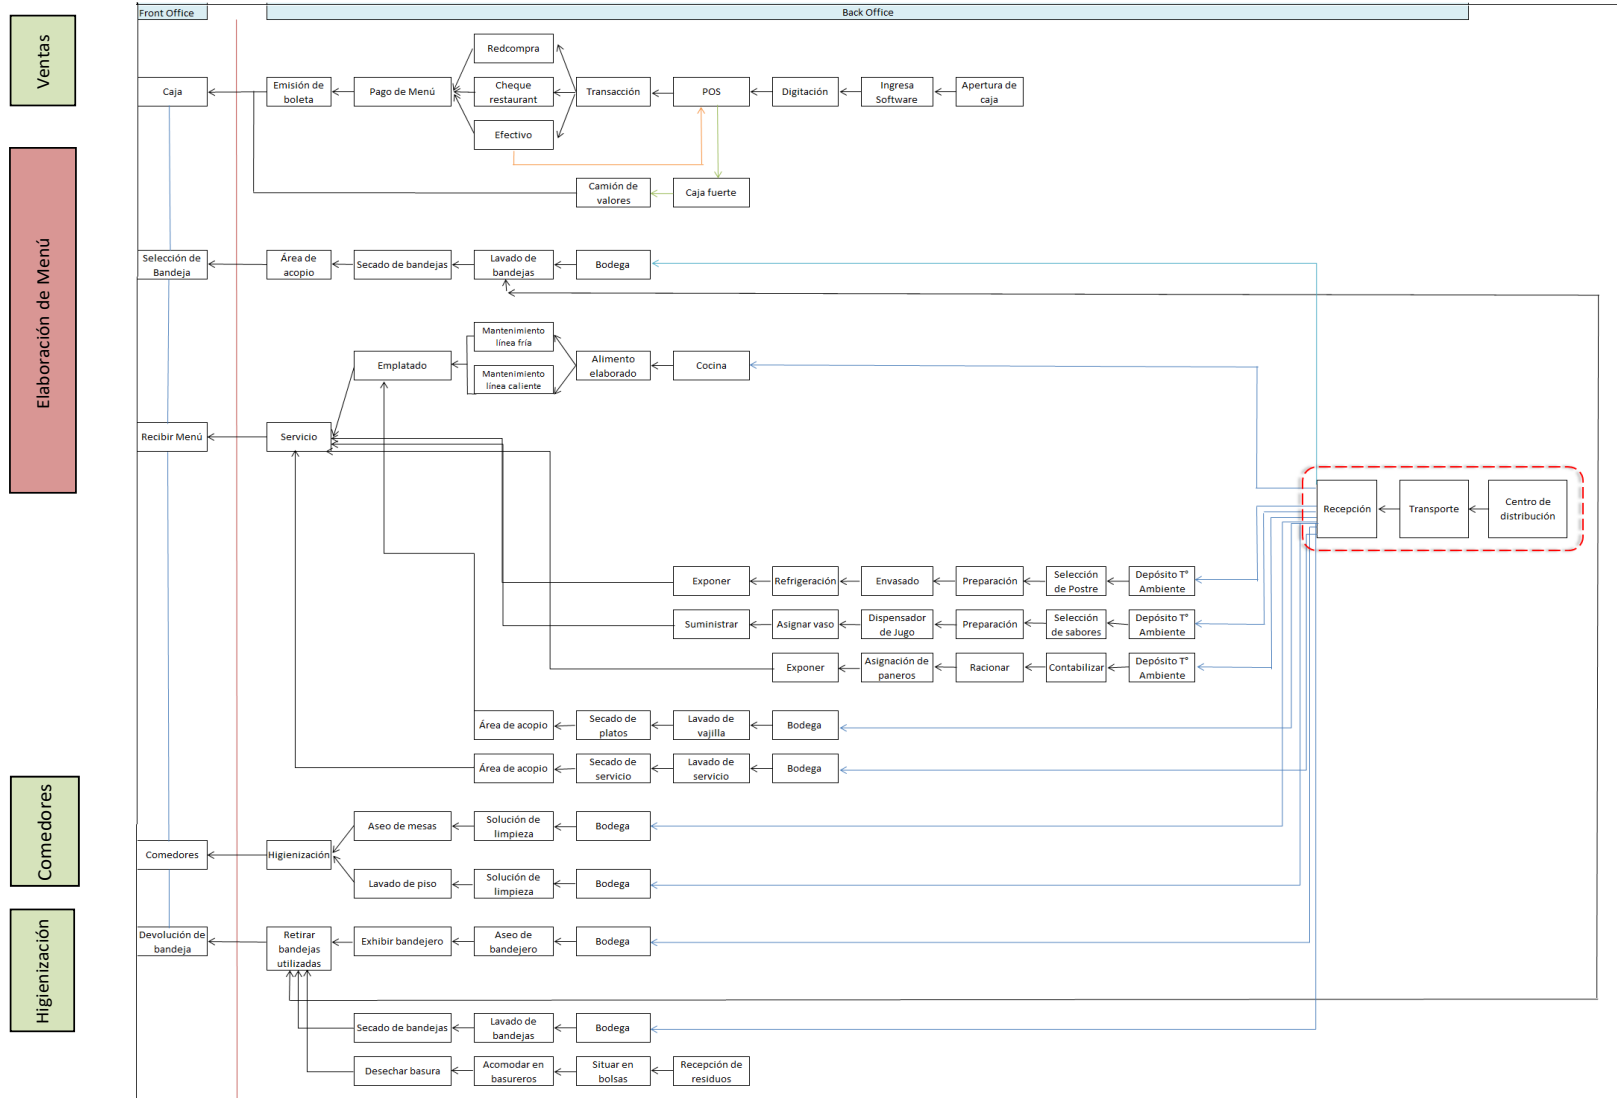 Front Office
Back Office
Ventas
Redcompra
Caja
Emisión de
boleta
Pago de Menú
Cheque
restaurant
Transacción
POS
Digitación
Ingresa
Software
Apertura de
caja
Efectivo
Camión de
valores
Caja fuerte
Elaboración de Menú
Selección de
Bandeja
Área de
acopio
Secado de bandejas
Lavado de
bandejas
Bodega
Mantenimiento
línea fría
Emplatado
Mantenimiento
línea caliente
Alimento
elaborado
Cocina
Recibir Menú
Servicio
Recepción
Transporte
Centro de
distribución
Exponer
Refrigeración
Envasado
Preparación
Selección
de Postre
Depósito T°
Ambiente
Suministrar
Asignar vaso
Dispensador
de Jugo
Preparación
Selección
de sabores
Depósito T°
Ambiente
Exponer
Asignación de
paneros
Racionar
Contabilizar
Depósito T°
Ambiente
Área de acopio
Secado de
platos
Lavado de
vajilla
Bodega
Área de acopio
Secado de
servicio
Lavado de
servicio
Bodega
Comedores
Aseo de mesas
Solución de
limpieza
Bodega
Comedores
Higienización
Lavado de piso
Solución de
limpieza
Bodega
Higienización
Devolución de
bandeja
Retirar
bandejas
utilizadas
Exhibir bandejero
Aseo de
bandejero
Bodega
Secado de bandejas
Lavado de
bandejas
Bodega
Desechar basura
Acomodar en
basureros
Situar en
bolsas
Recepción de
residuos